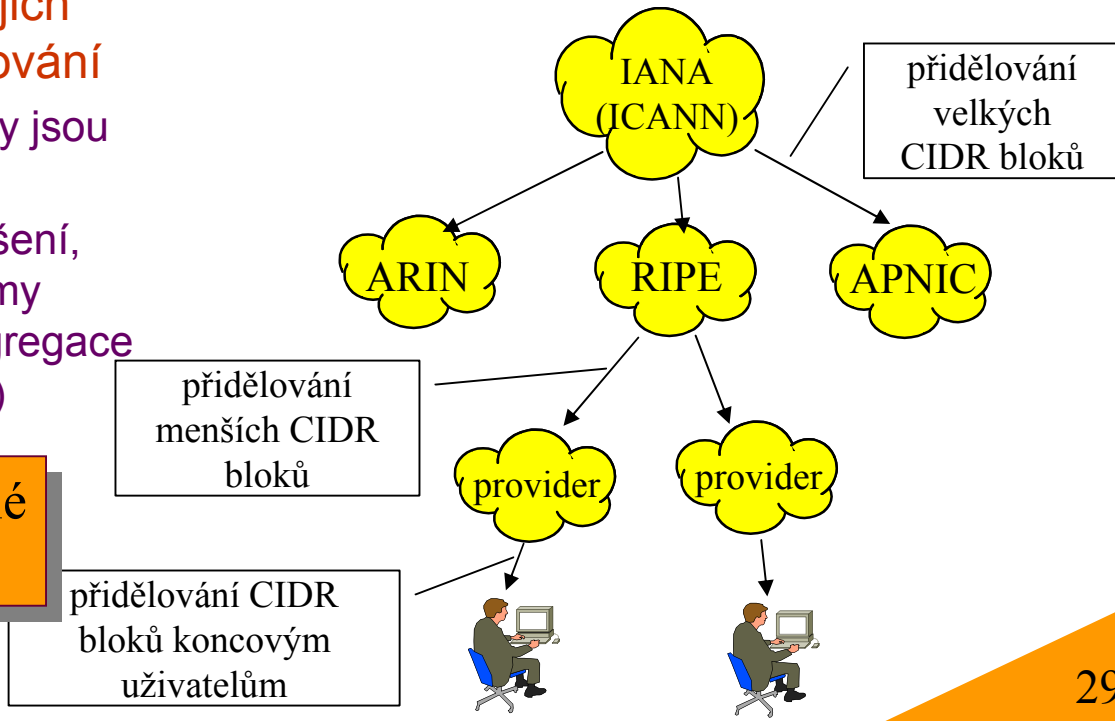 jich
ování
y jsou
šení,
my
gregace
)
é
IANA
(ICANN)
přidělování
velkých
CIDR bloků
ARIN
RIPE
APNIC
přidělování
menších CIDR
bloků
provider
provider
přidělování CIDR
bloků koncovým
uživatelům
29